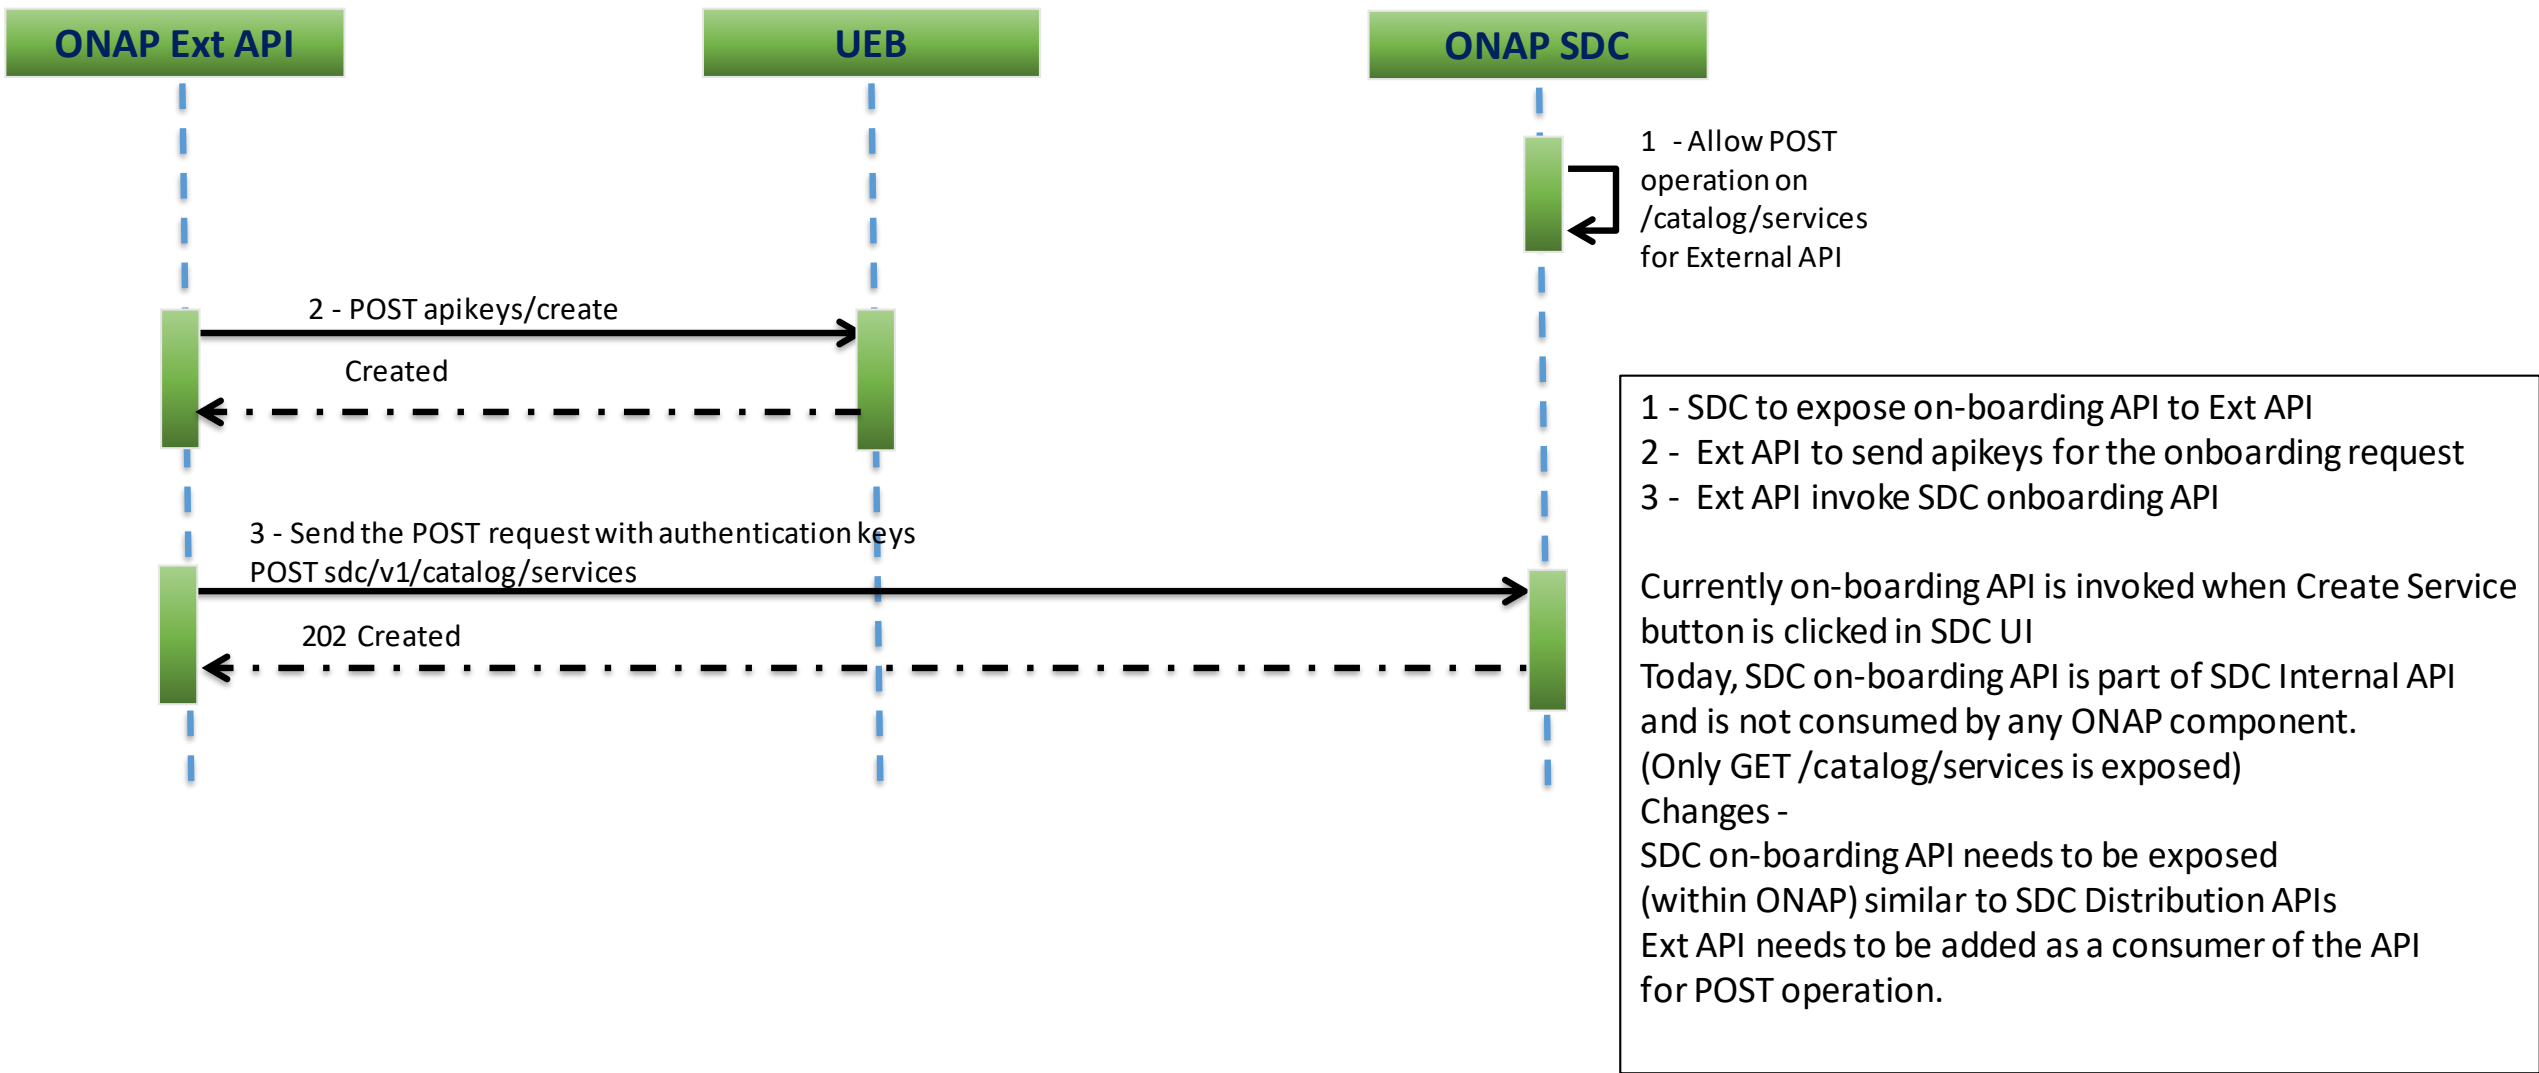 ONAP Ext API
UEB
ONAP SDC
1 - Allow POST
operation on
/catalog/services
for External API
2 - POST apikeys/create
Created
3 - Send the POST request with authentication keys
POST sdc/v1/catalog/services
202 Created
1 - SDC to expose on-boarding API to Ext API
2 - Ext API to send apikeys for the onboarding request
3 - Ext API invoke SDC onboarding API
Currently on-boarding API is invoked when Create Service
button is clicked in SDC UI
Today, SDC on-boarding API is part of SDC Internal API
and is not consumed by any ONAP component.
(Only GET /catalog/services is exposed)
Changes -
SDC on-boarding API needs to be exposed
(within ONAP) similar to SDC Distribution APIs
Ext API needs to be added as a consumer of the API
for POST operation.